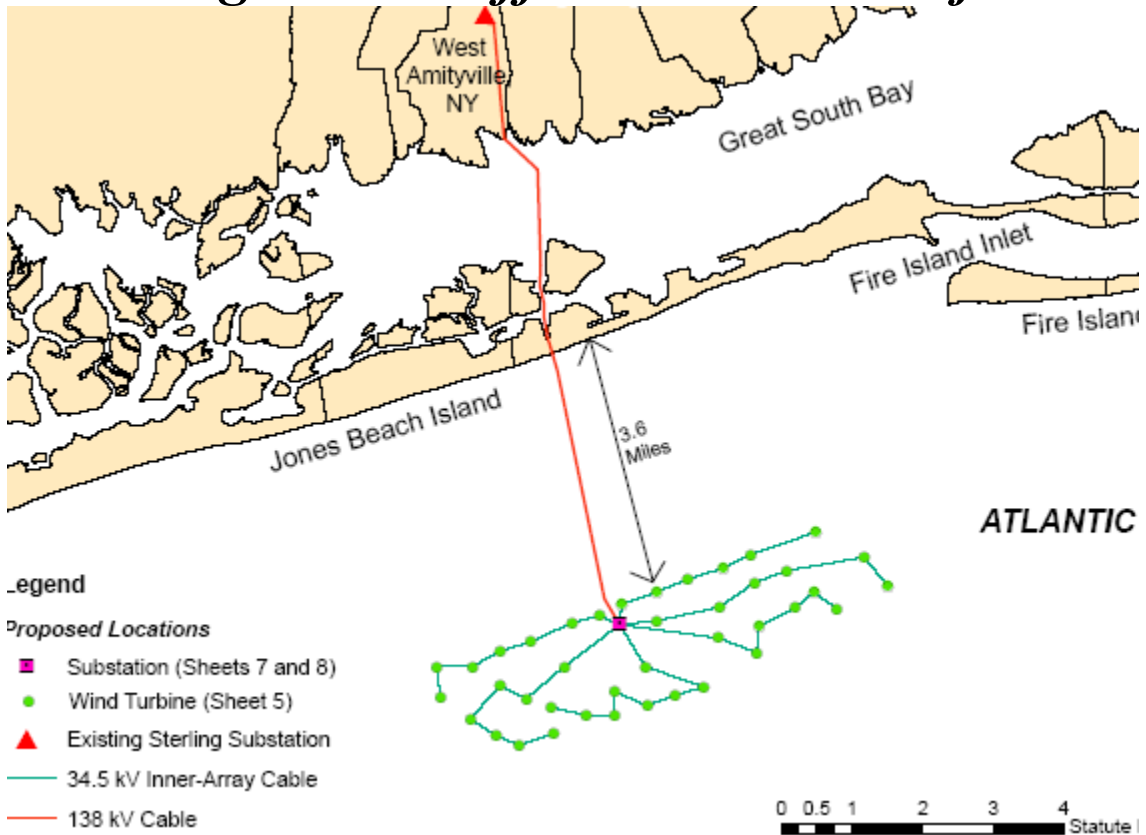 West
Amityville
NY
Great South Bay
Fire Island Inlet
Fire Island
Jones Beach Island
3.6
Miles
ATLANTIC
Legend
Proposed Locations
Substation (Sheets 7 and 8)
Wind Turbine (Sheet 5)
Existing Sterling Substation
34.5 kV Inner-Array Cable
138 kV Cable
0 0.5 1 2 3 4
Statute